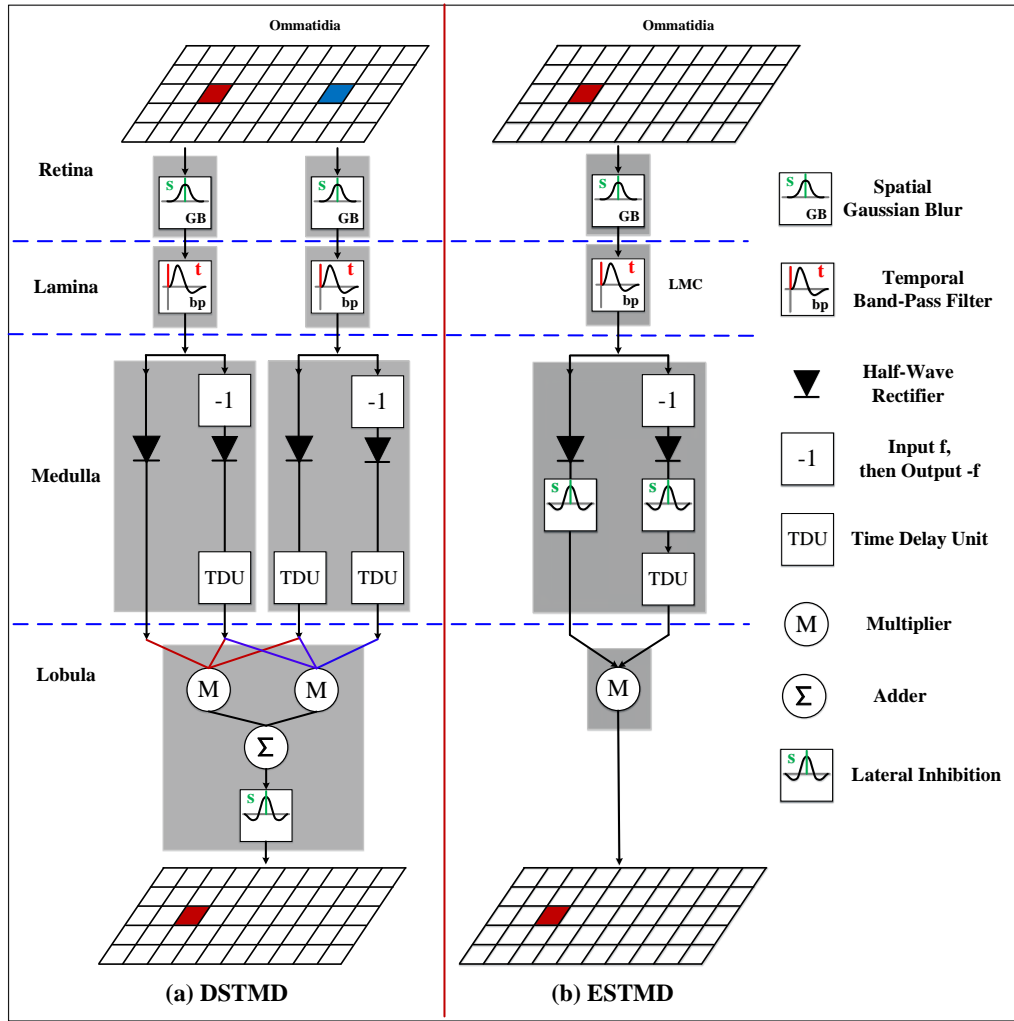 Ommatidia
Ommatidia
Retina
s
GB
s
GB
s
GB
s
GB
Spatial
Gaussian Blur
Lamina
t
bp
t
bp
t
bp
LMC
t
bp
Temporal
Band-Pass Filter
Half-Wave
Rectifier
-1
-1
-1
Medulla
-1
Input f,
then Output -f
s
s
TDU
TDU
TDU
TDU
TDU
Time Delay Unit
Lobula
M
M
M
M
Multiplier
Σ
Σ
Adder
s
s
Lateral Inhibition
(a) DSTMD
(b) ESTMD